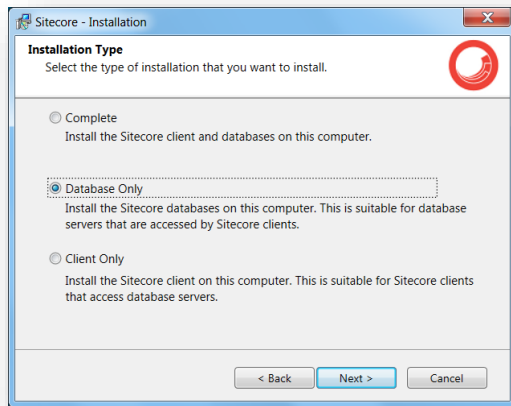 Sitecore - Installation
Installation Type
Select the type of installation that you want to install.
Complete
Install the Sitecore client and databases on this computer.
Database Only
Install the Sitecore databases on this computer. This is suitable for database
servers that are accessed by Sitecore clients.
Client Only
Install the Sitecore client on this computer. This is suitable for Sitecore clients
that access database servers.
< Back Next > Cancel